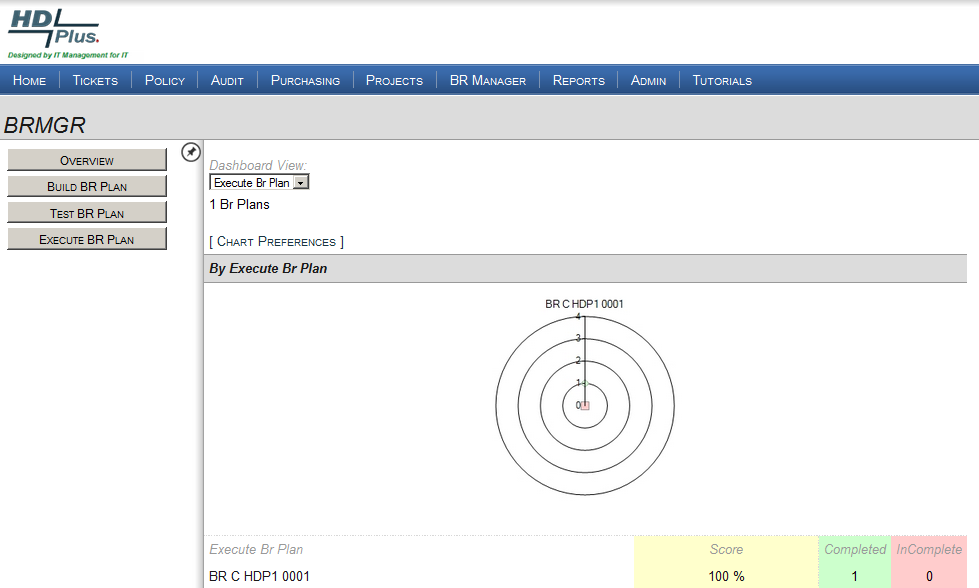 HD Plus.
Designed by IT Management for IT
Home Tickets Policy Audit Purchasing Projects BR Manager Reports Admin Tutorials
BRMGR
Overview
Build BR Plan
Test BR Plan
Execute BR Plan
Dashboard View:
Execute Br Plan
1 Br Plans
[ Chart Preferences ]
By Execute Br Plan
BR C HDP1 0001
4
3
2
1
0
Execute Br Plan Score Completed InComplete
BR C HDP1 0001 100 % 1 0